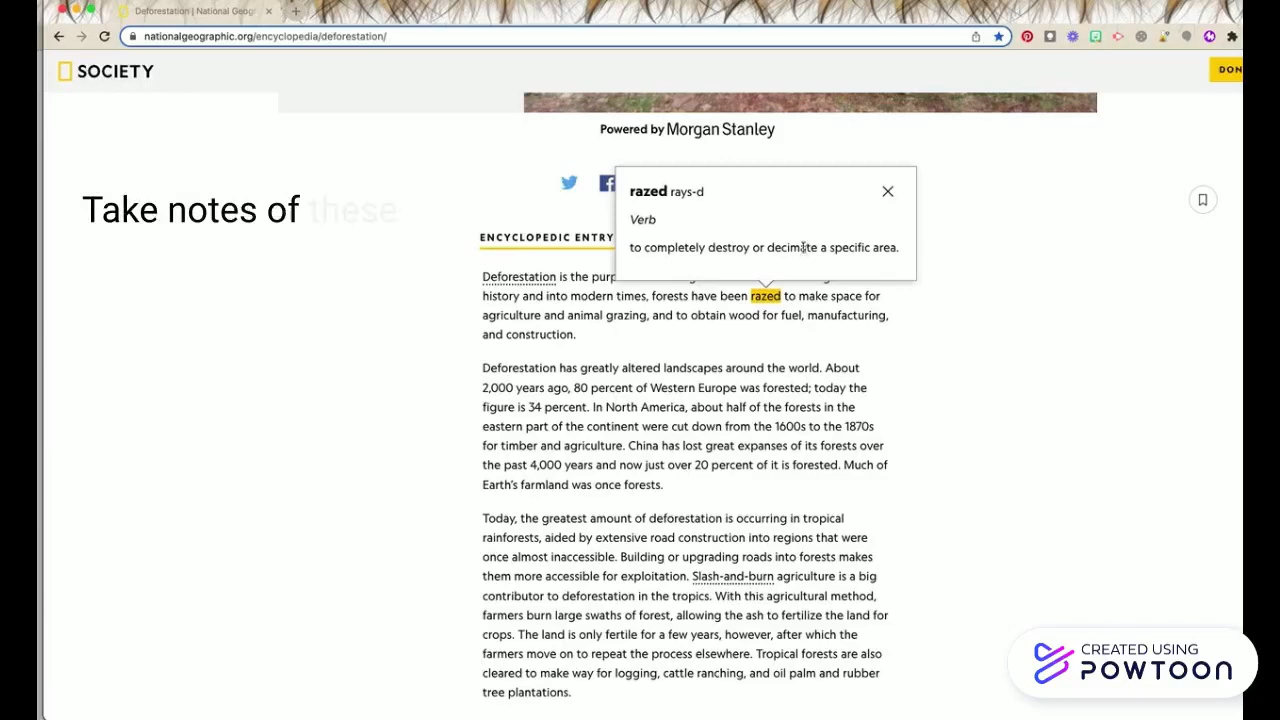 Deforestation | National Geogr
nationalgeographic.org/encyclopedia/deforestation/
SOCIETY
DON
Powered by Morgan Stanley
Take notes of these
razed rays-d
Verb
to completely destroy or decimate a specific area.
ENCYCLOPEDIC ENTRY
Deforestation is the purp
history and into modern times, forests have been razed to make space for
agriculture and animal grazing, and to obtain wood for fuel, manufacturing,
and construction.
Deforestation has greatly altered landscapes around the world. About
2,000 years ago, 80 percent of Western Europe was forested; today the
figure is 34 percent. In North America, about half of the forests in the
eastern part of the continent were cut down from the 1600s to the 1870s
for timber and agriculture. China has lost great expanses of its forests over
the past 4,000 years and now just over 20 percent of it is forested. Much of
Earth's farmland was once forests.
Today, the greatest amount of deforestation is occurring in tropical
rainforests, aided by extensive road construction into regions that were
once almost inaccessible. Building or upgrading roads into forests makes
them more accessible for exploitation. Slash-and-burn agriculture is a big
contributor to deforestation in the tropics. With this agricultural method,
farmers burn large swaths of forest, allowing the ash to fertilize the land for
crops. The land is only fertile for a few years, however, after which the
farmers move on to repeat the process elsewhere. Tropical forests are also
cleared to make way for logging, cattle ranching, and oil palm and rubber
tree plantations.
CREATED USING
POWTOON